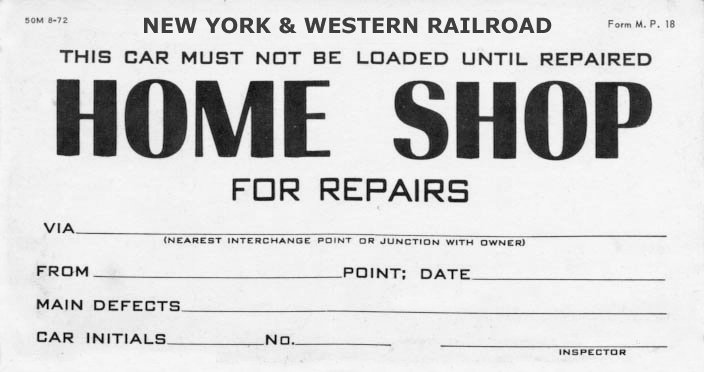 50M 8-72 NEW YORK & WESTERN RAILROAD Form M. P. 18
THIS CAR MUST NOT BE LOADED UNTIL REPAIRED
HOME SHOP
FOR REPAIRS
VIA
(NEAREST INTERCHANGE POINT OR JUNCTION WITH OWNER)
FROM POINT; DATE
MAIN DEFECTS
CAR INITIALS No.
INSPECTOR